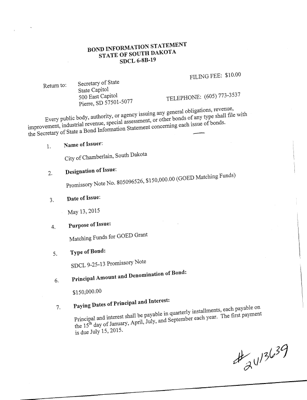 BOND INFORMATION STATEMENT
STATE OF SOUTH DAKOTA
SDCL 6-8B-19
FILING FEE: $10.00
Return to: Secretary of State
State Capitol
500 East Capitol
Pierre, SD 57501-5077
TELEPHONE: (605) 773-3537
Every public body, authority, or agency issuing any general obligations, revenue,
improvement, industrial revenue, special assessment, or other bonds of any type shall file with
the Secretary of State a Bond Information Statement concerning each issue of bonds.
1. Name of Issuer:
City of Chamberlain, South Dakota
2. Designation of Issue:
Promissory Note No. 805096526, $150,000.00 (GOED Matching Funds)
3. Date of Issue:
May 13, 2015
4. Purpose of Issue:
Matching Funds for GOED Grant
5. Type of Bond:
SDCL 9-25-13 Promissory Note
6. Principal Amount and Denomination of Bond:
$150,000.00
7. Paying Dates of Principal and Interest:
Principal and interest shall be payable in quarterly installments, each payable on
the 15th day of January, April, July, and September each year. The first payment
is due July 15, 2015.
#2413639